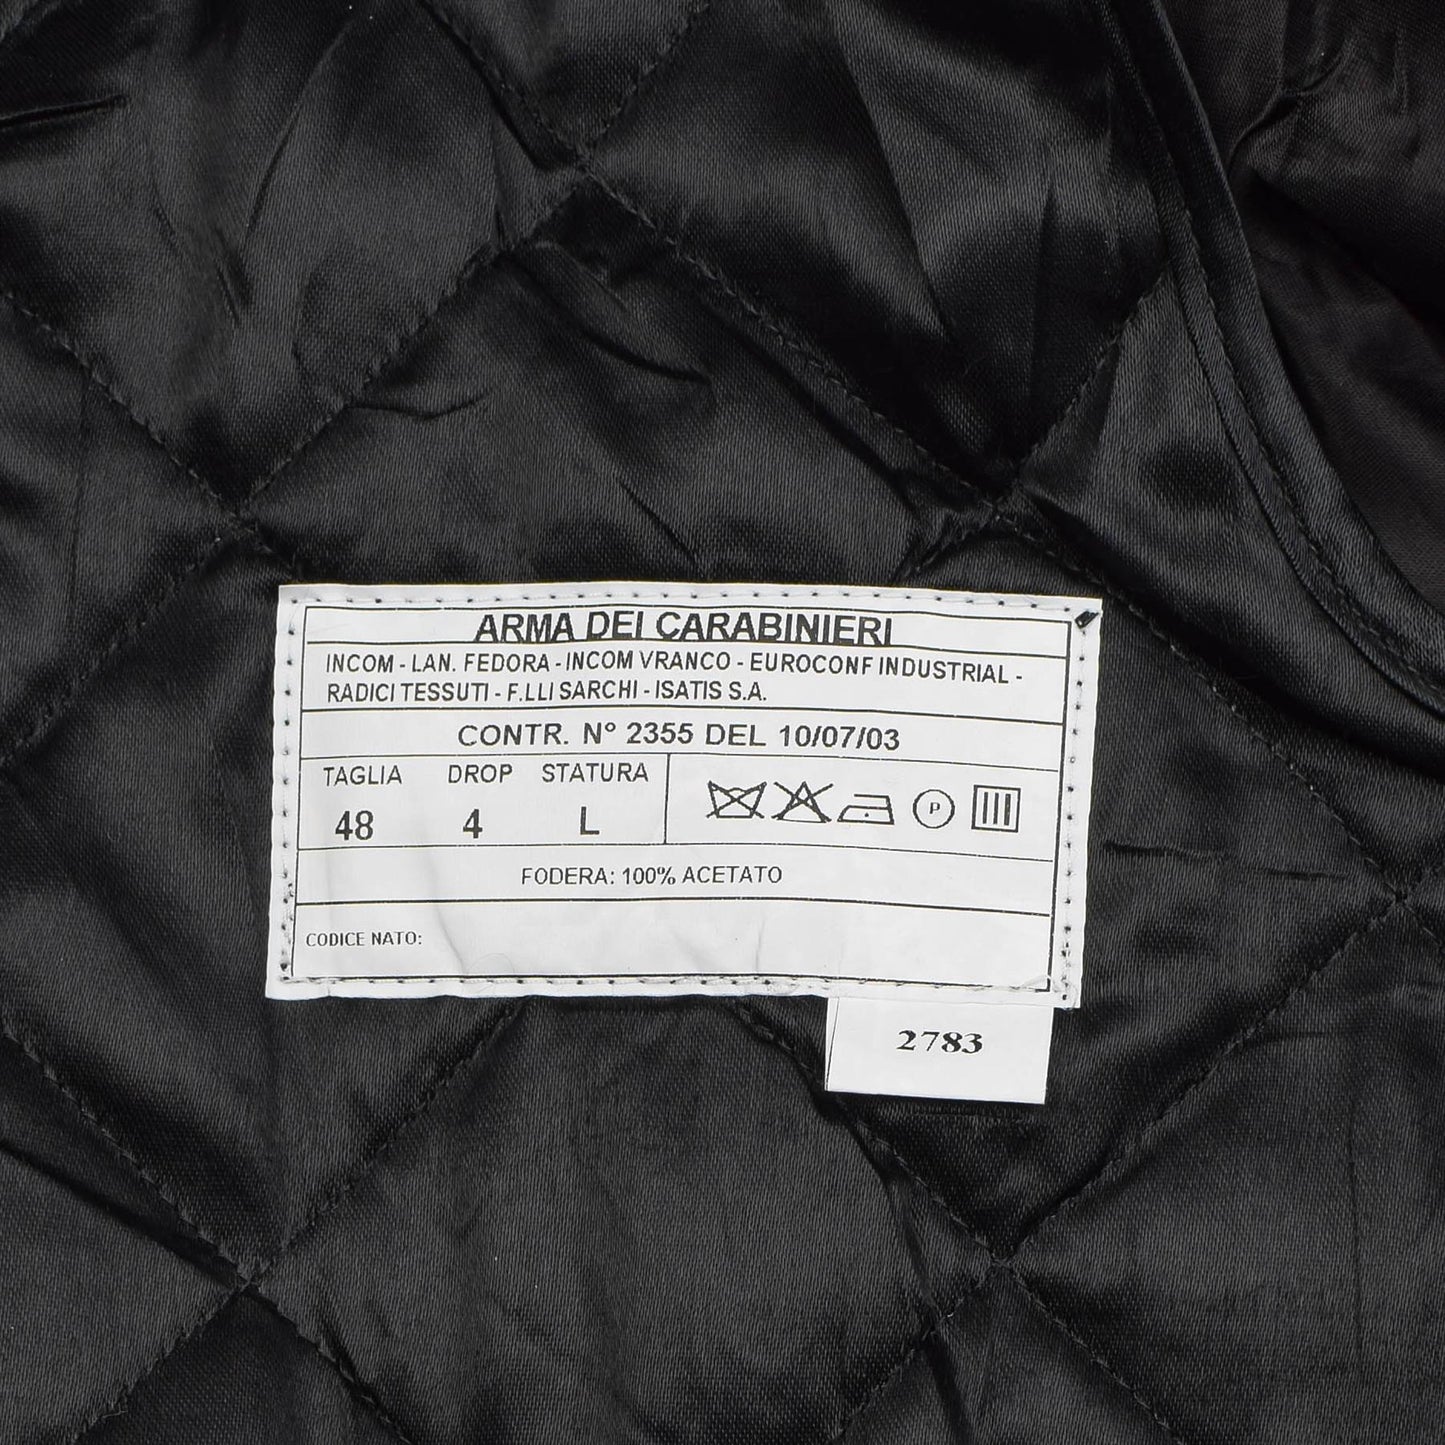 ARMA DEI CARABINIERI
INCOM - LAN. FEDORA - INCOM VRANCO - EUROCONF INDUSTRIAL -
RADICI TESSUTI - F.LLI SARCHI - ISATIS S.A.
CONTR. N° 2355 DEL 10/07/03
TAGLIA DROP STATURA
48 4 L
P
FODERA: 100% ACETATO
CODICE NATO:
2783